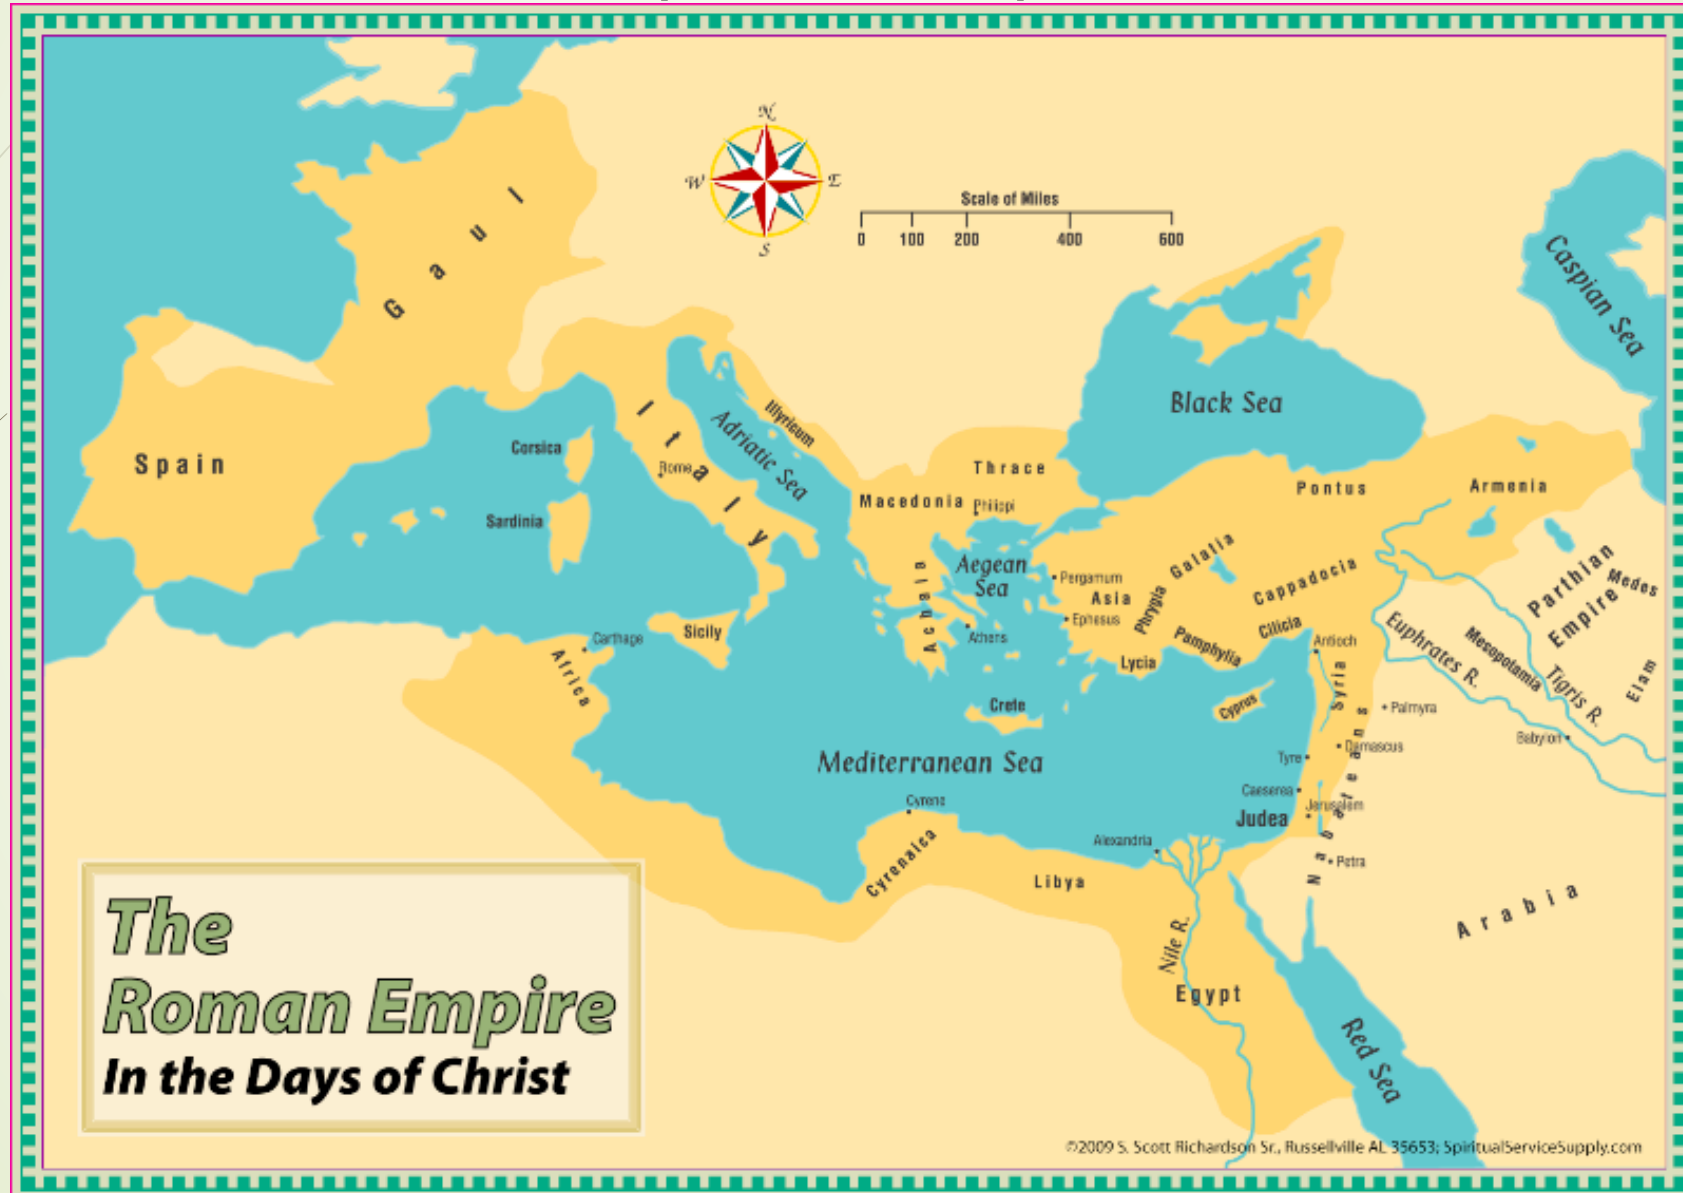 N
W
E
S
Scale of Miles
0 100 200 400 600
Caspian Sea
Gaul
Black Sea
Illyricum
Adriatic Sea
Italy
Corsica
Rome
Spain
Thrace
Pontus
Armenia
Macedonia
Philippi
Sardinia
Aegean
Sea
Galatia
Cappadocia
Parthian
Empire
Medes
Pergamum
Asia
Phrygia
Ephesus
Achaia
Athens
Sicily
Carthage
Africa
Lycia
Pamphylia
Cilicia
Antioch
Euphrates R.
Mesopotamia
Tigris R.
Elam
Syria
Crete
Cyprus
Palmyra
Babylon
Mediterranean Sea
Damascus
Tyre
Caeserea
Jerusalem
Judea
Nabateans
Cyrene
Cyrenaica
Alexandria
Petra
Libya
Arabia
Nile R.
Egypt
Red Sea
The
Roman Empire
In the Days of Christ
©2009 S. Scott Richardson Sr., Russellville AL 35653; SpiritualServiceSupply.com